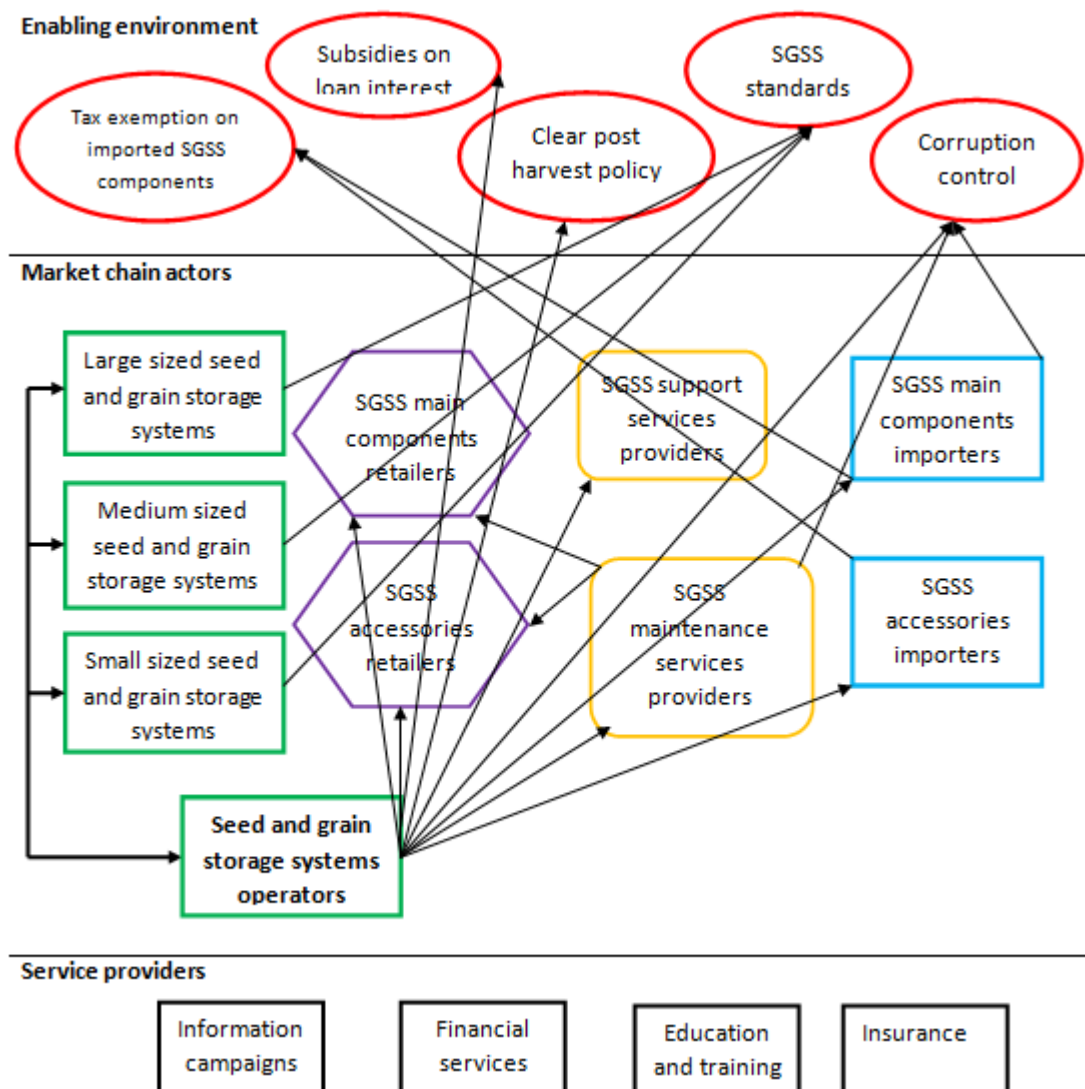 Enabling environment
Subsidies on
loan interest
SGSS
standards
Tax exemption on
imported SGSS
components
Clear post
harvest policy
Corruption
control
Market chain actors
Large sized seed
and grain storage
systems
SGSS main
components
retailers
SGSS support
services
providers
SGSS main
components
importers
Medium sized
seed and grain
storage systems
SGSS
accessories
retailers
SGSS
maintenance
services
providers
SGSS
accessories
importers
Small sized seed
and grain storage
systems
Seed and grain
storage systems
operators
Service providers
Information
campaigns
Financial
services
Education
and training
Insurance